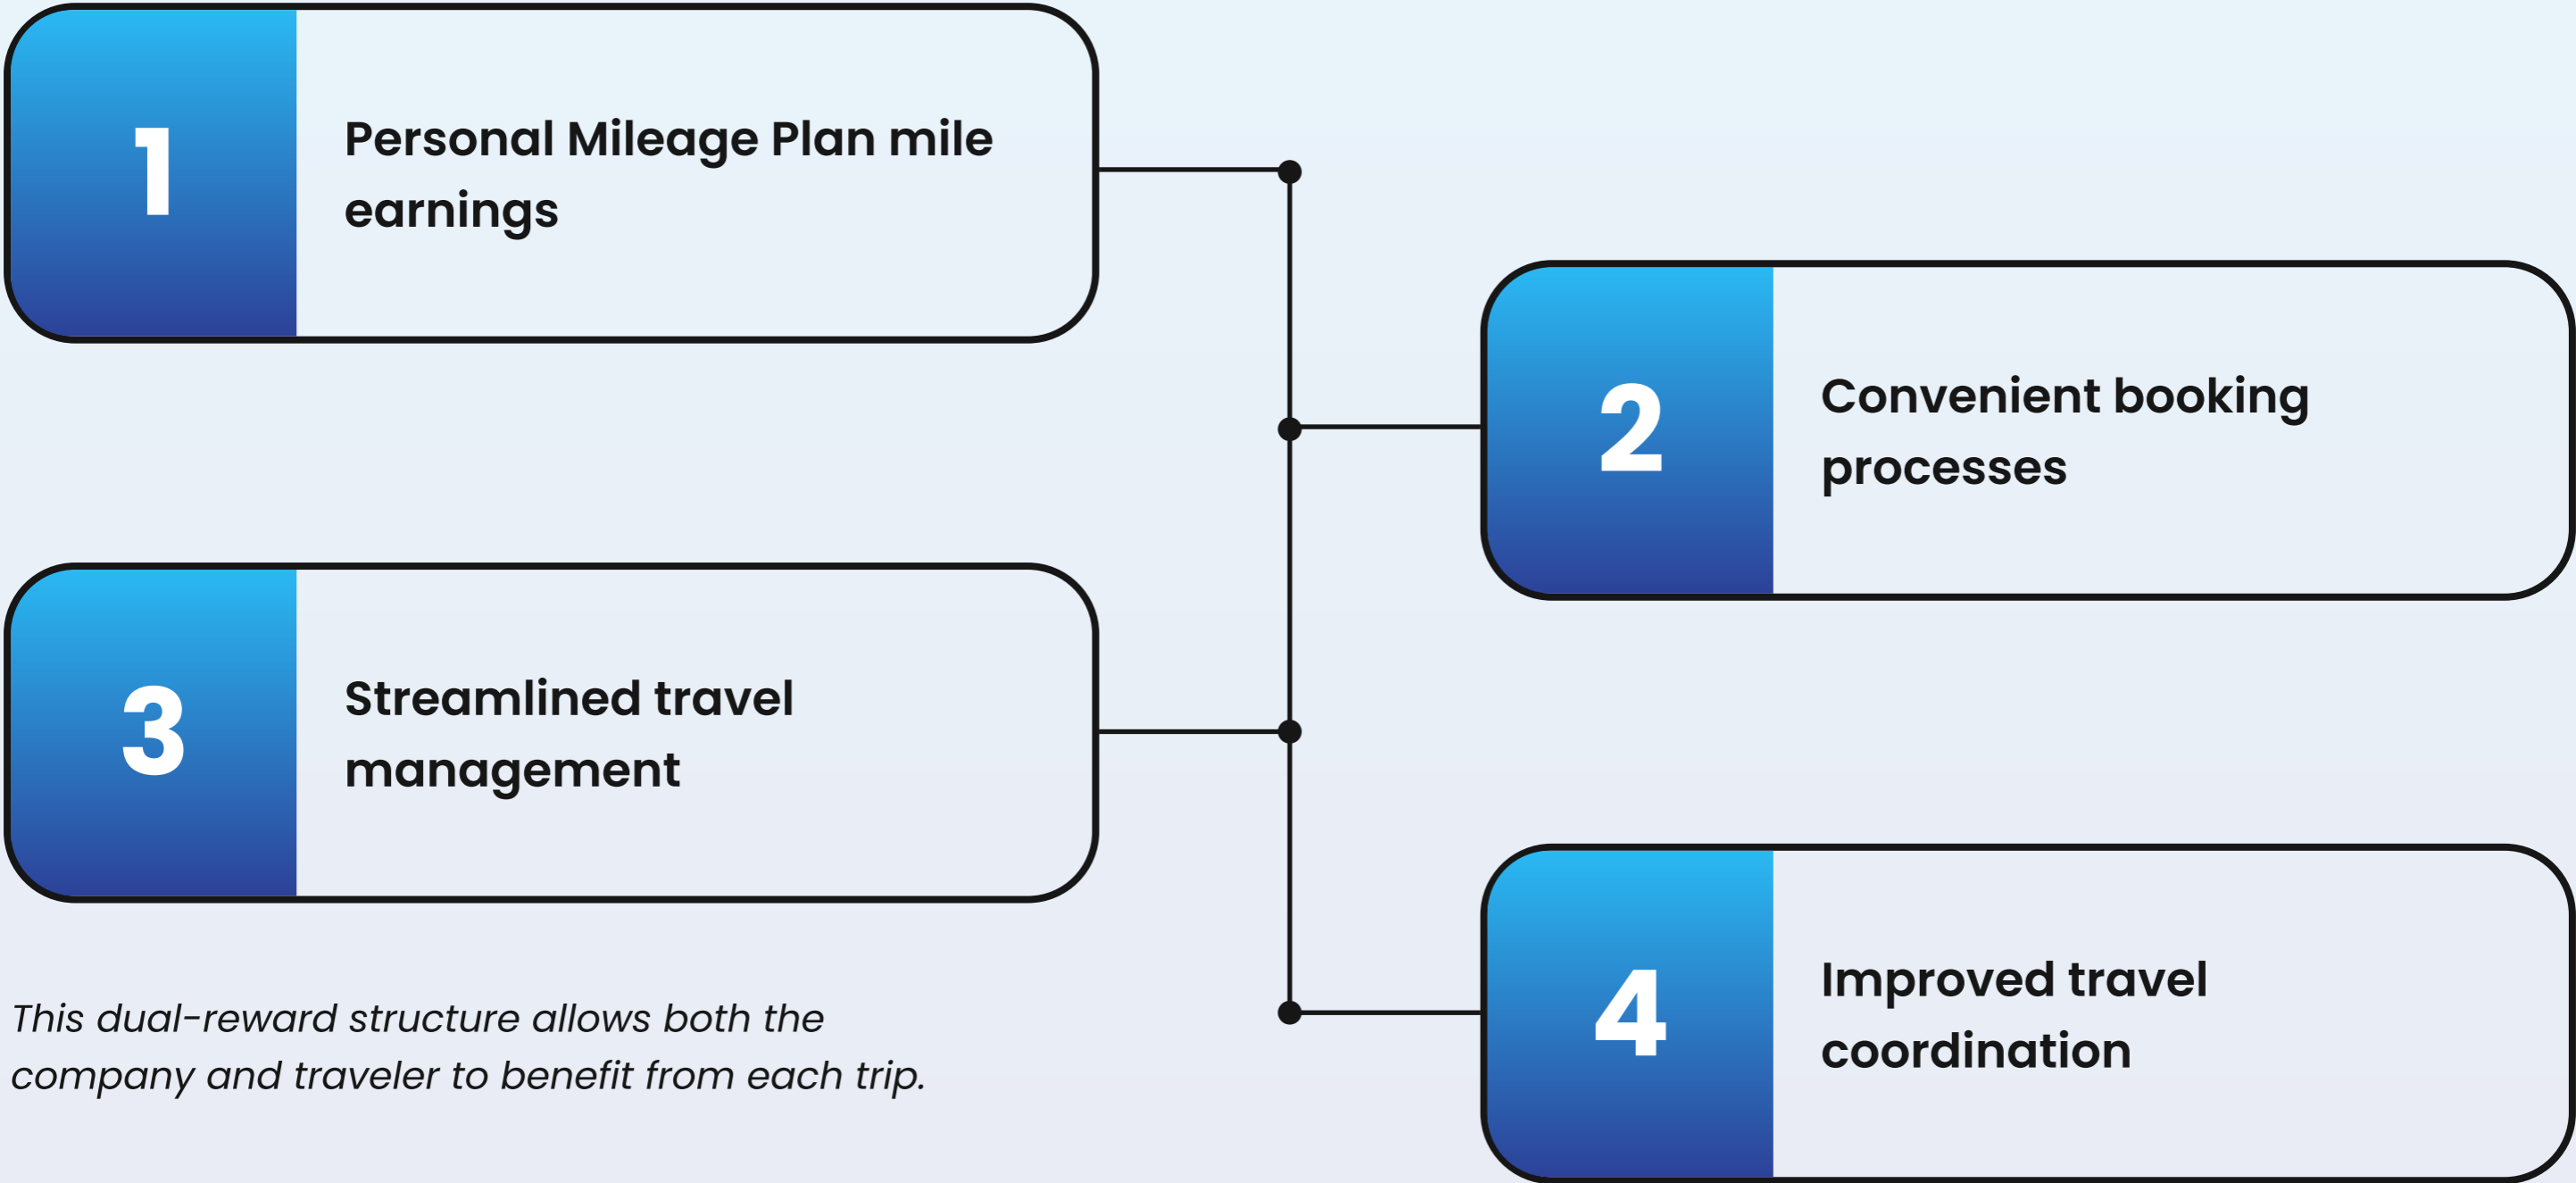 1
Personal Mileage Plan mile
earnings
2
Convenient booking
processes
3
Streamlined travel
management
4
Improved travel
coordination
This dual-reward structure allows both the
company and traveler to benefit from each trip.